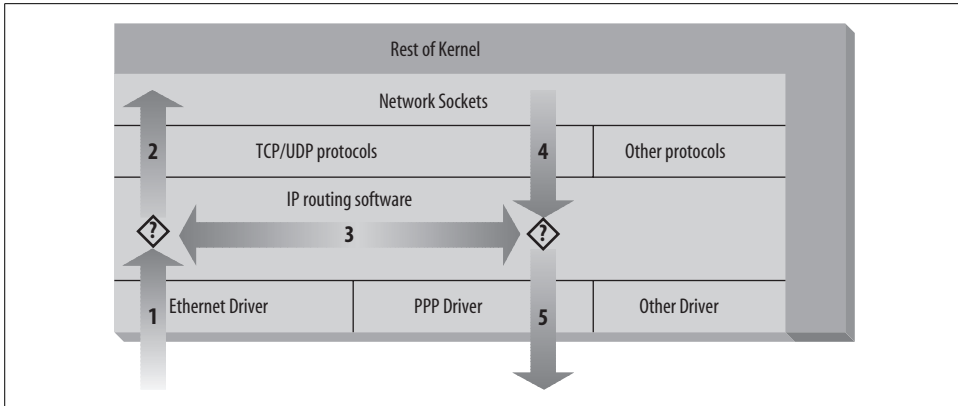 Rest of Kernel
Network Sockets
2
TCP/UDP protocols
4
Other protocols
IP routing software
?
3
?
1
Ethernet Driver
PPP Driver
5
Other Driver